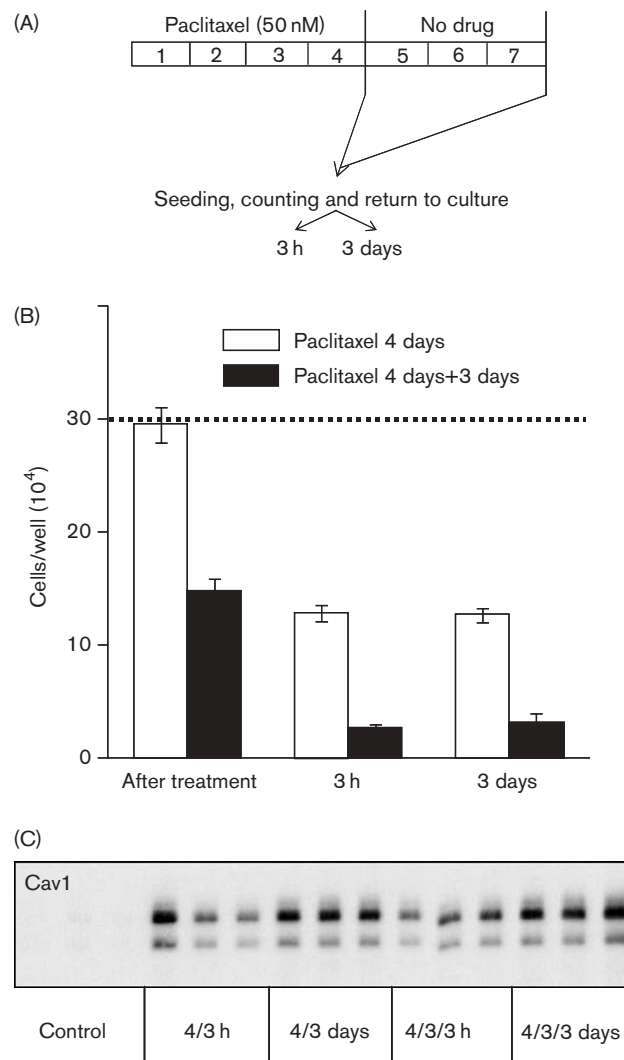 (A)
Paclitaxel (50 nM) No drug
1 2 3 4 5 6 7
Seeding, counting and return to culture
3 h 3 days
(B)
Paclitaxel 4 days
Paclitaxel 4 days+3 days
30
20
10
0
Cells/well (10⁴)
After treatment 3 h 3 days
(C)
Cav1
Control 4/3 h 4/3 days 4/3/3 h 4/3/3 days